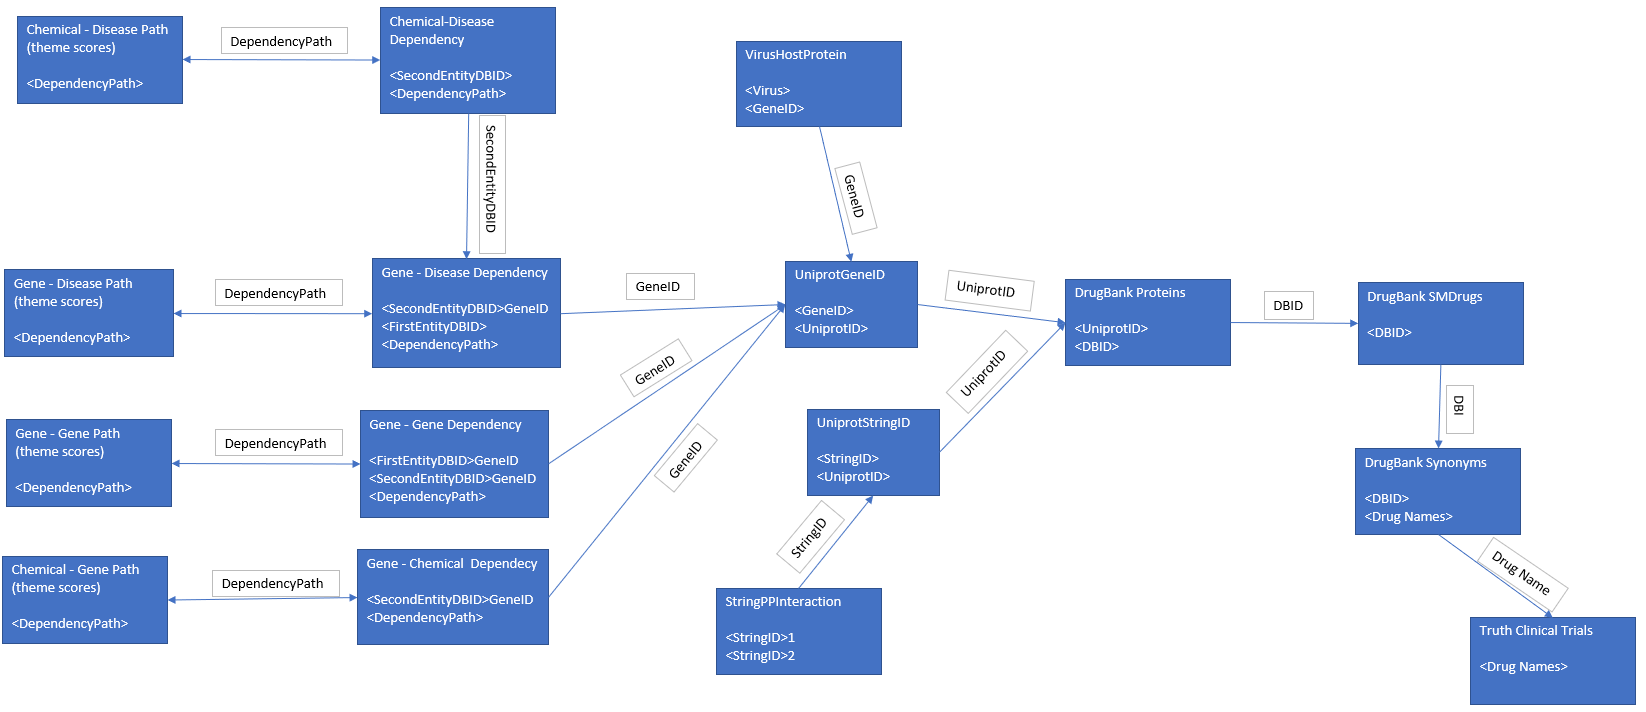 Chemical - Disease Path
(theme scores)
<DependencyPath>
DependencyPath
Chemical-Disease
Dependency
<SecondEntityDBID>
<DependencyPath>
SecondEntityDBID
VirusHostProtein
<Virus>
<GeneID>
GeneID
Gene - Disease Path
(theme scores)
<DependencyPath>
DependencyPath
Gene - Disease Dependency
<SecondEntityDBID>GeneID
<FirstEntityDBID>
<DependencyPath>
GeneID
UniprotGeneID
<GeneID>
<UniprotID>
UniprotID
DrugBank Proteins
<UniprotID>
<DBID>
DBID
DrugBank SMDrugs
<DBID>
DBI
Gene - Gene Path
(theme scores)
<DependencyPath>
DependencyPath
Gene - Gene Dependency
<FirstEntityDBID>GeneID
<SecondEntityDBID>GeneID
<DependencyPath>
GeneID
GeneID
UniprotStringID
<StringID>
<UniprotID>
UniprotID
DrugBank Synonyms
<DBID>
<Drug Names>
Drug Name
Chemical - Gene Path
(theme scores)
<DependencyPath>
DependencyPath
Gene - Chemical  Dependecy
<SecondEntityDBID>GeneID
<DependencyPath>
StringID
StringPPInteraction
<StringID>1
<StringID>2
Truth Clinical Trials
<Drug Names>